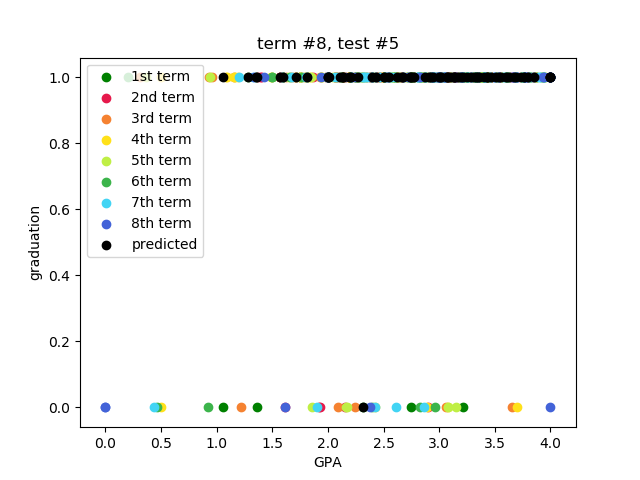 term #8, test #5
graduation
1.0
0.8
0.6
0.4
0.2
0.0
1st term
2nd term
3rd term
4th term
5th term
6th term
7th term
8th term
predicted
0.0 0.5 1.0 1.5 2.0 2.5 3.0 3.5 4.0
GPA